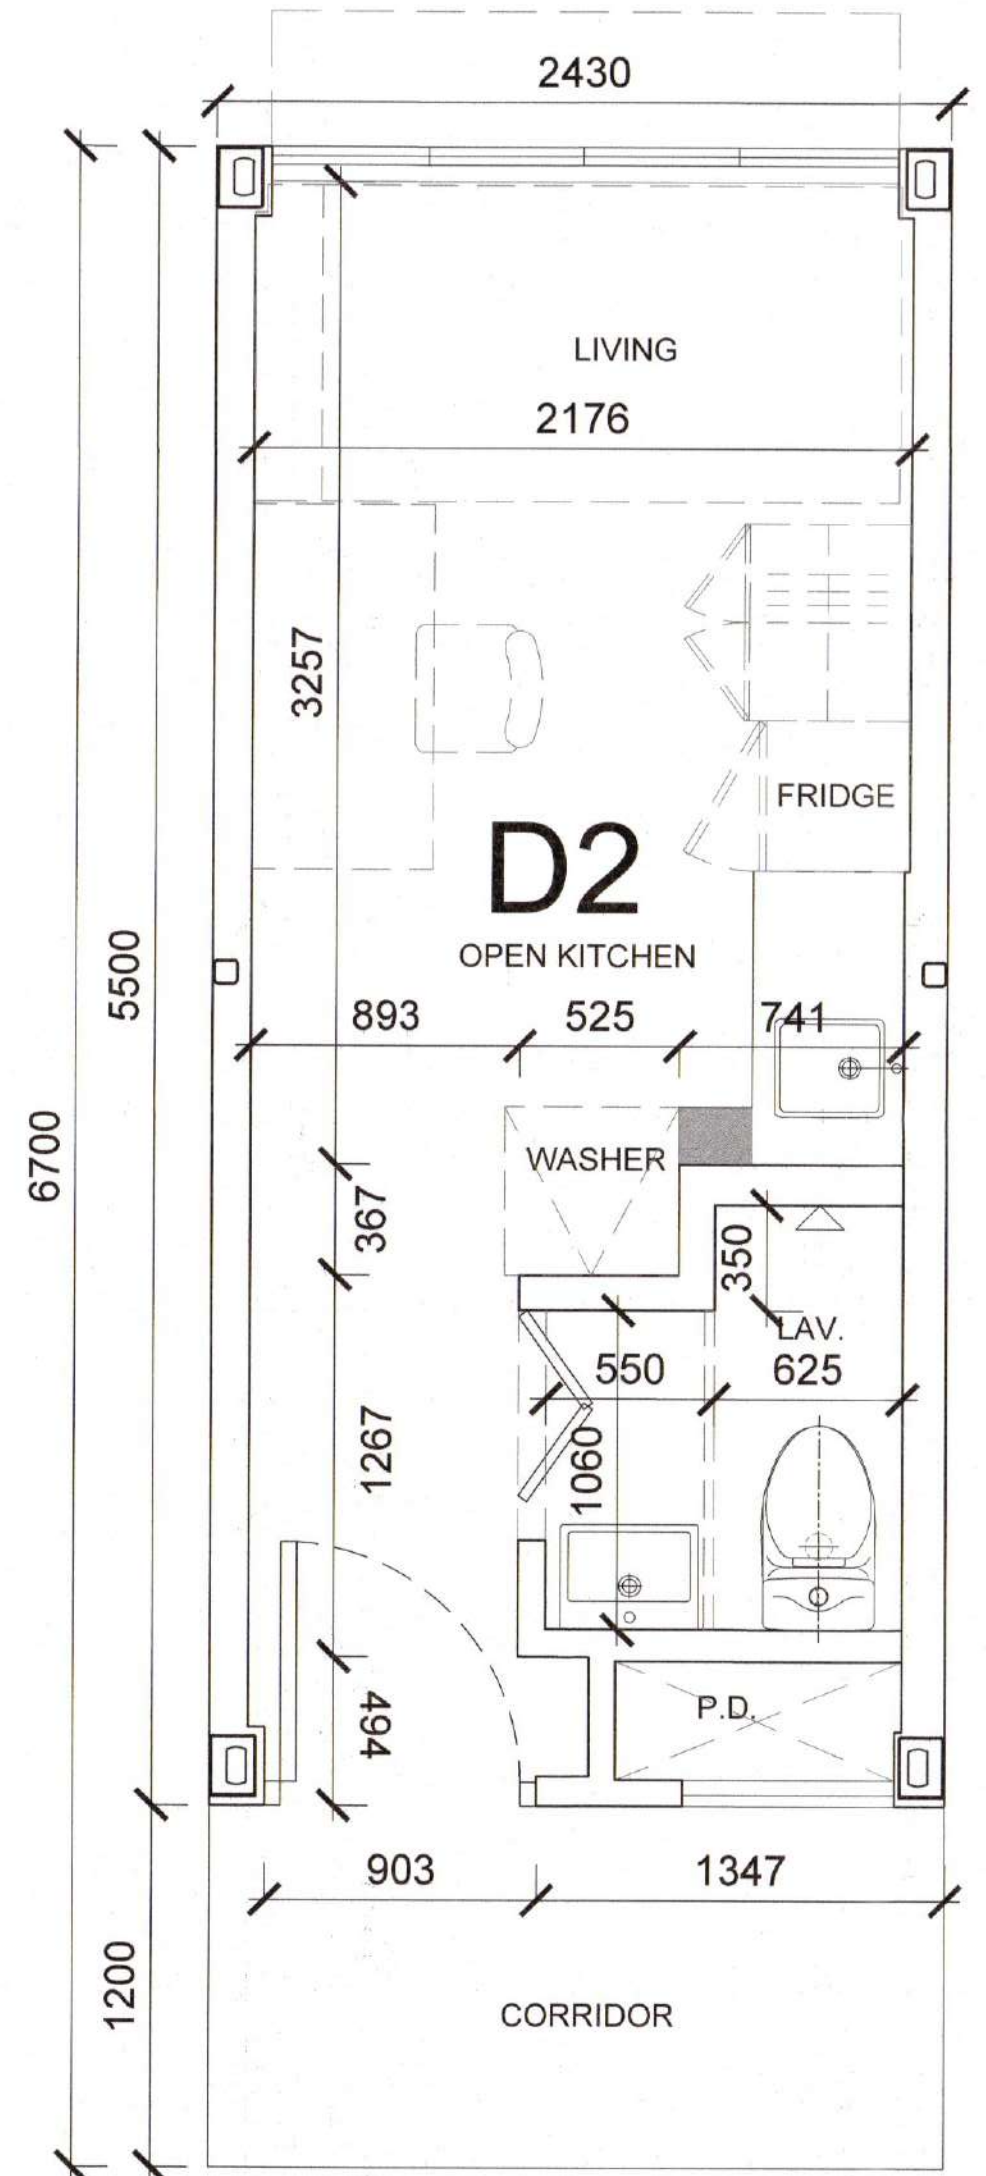 2430
LIVING
2176
3257
FRIDGE
D2
OPEN KITCHEN
5500
893
525
741
6700
WASHER
367
350
LAV.
550
625
1267
1060
P.D.
494
903
1347
1200
CORRIDOR